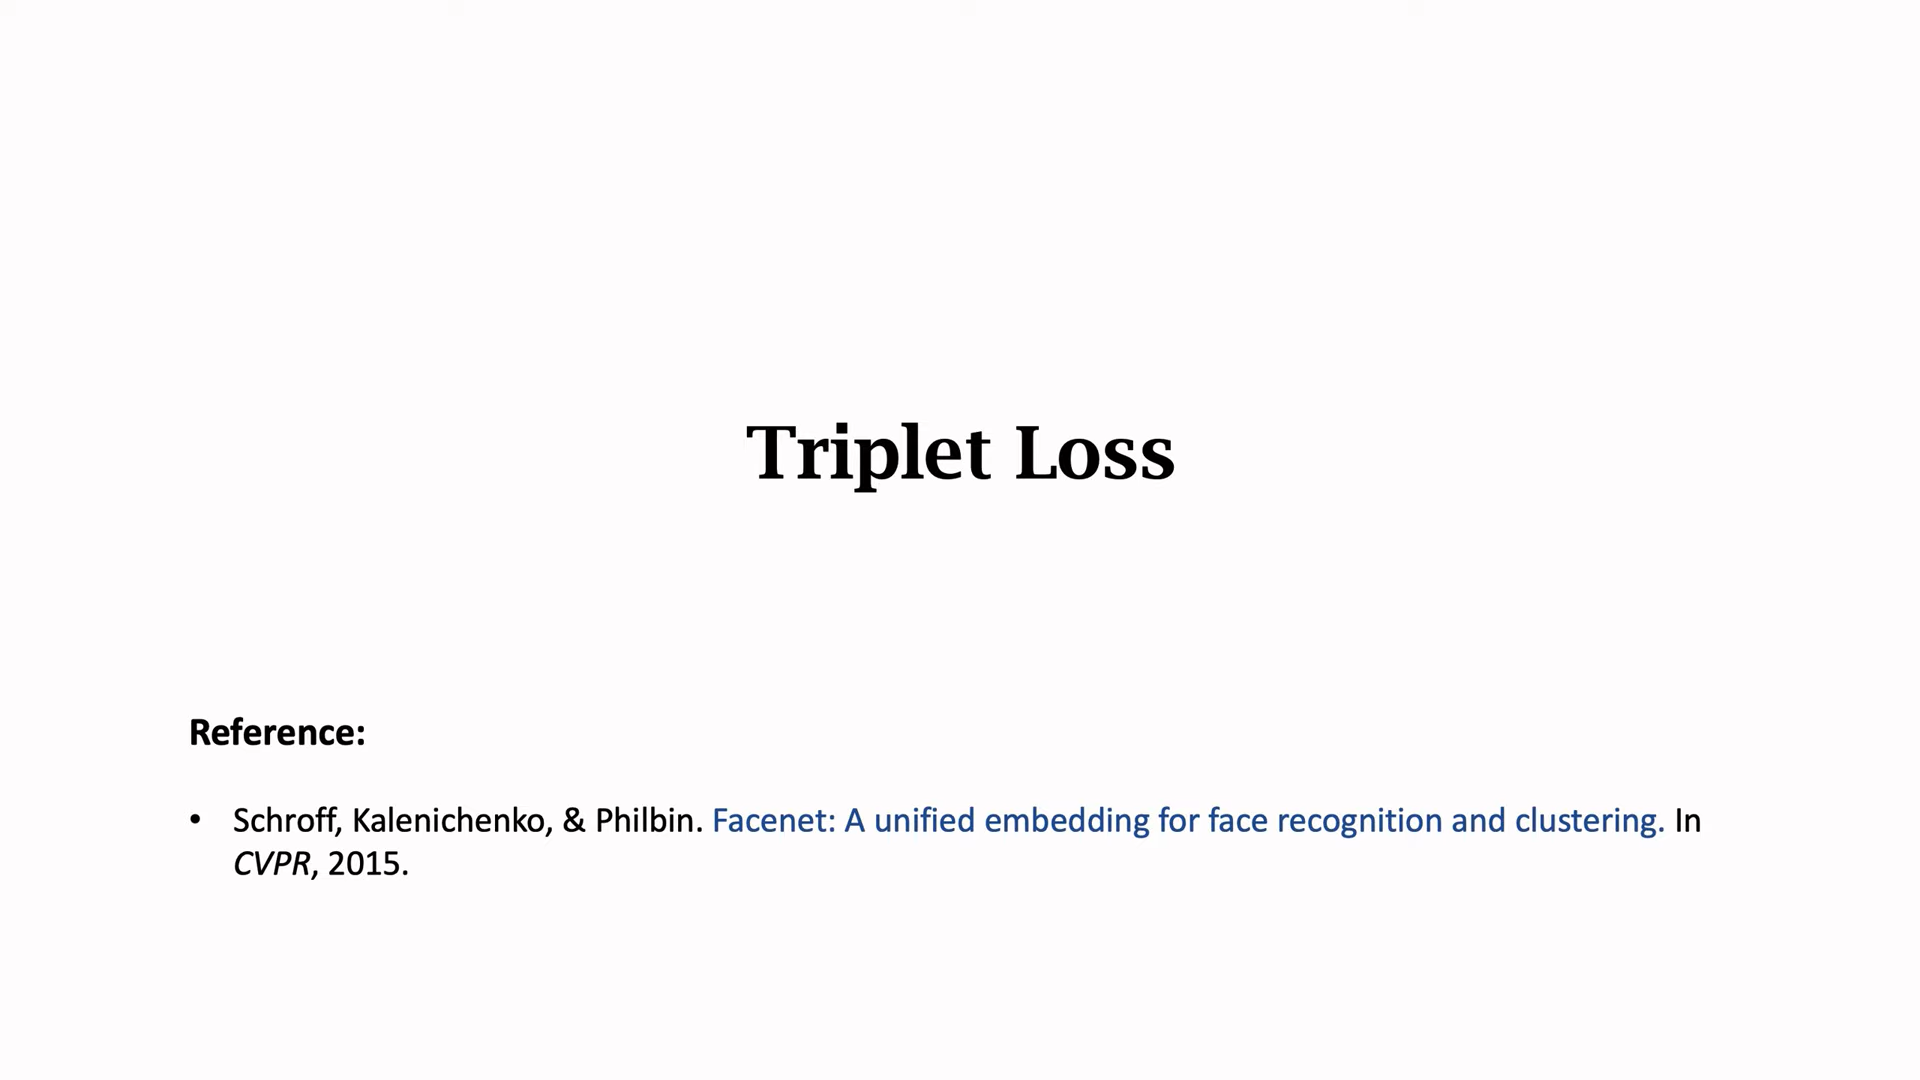 Triplet Loss
Reference:
• Schroff, Kalenichenko, & Philbin. Facenet: A unified embedding for face recognition and clustering. In
CVPR, 2015.